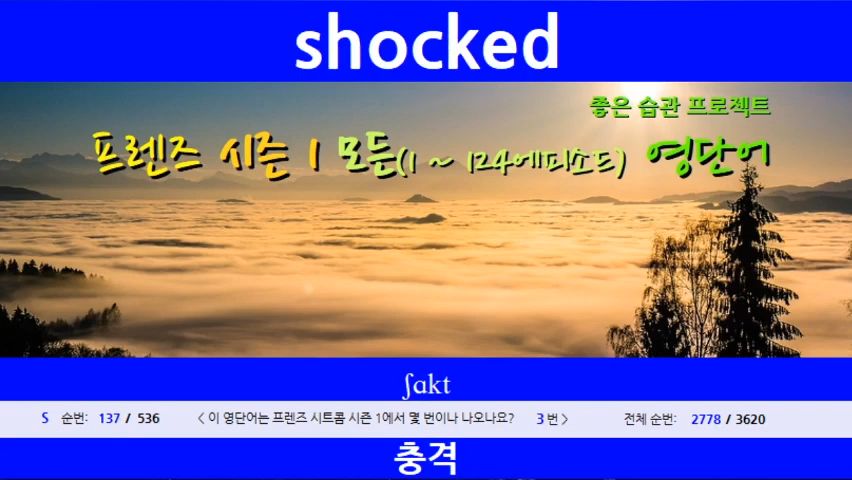 shocked
좋은 습관 프로젝트
프렌즈 시즌 1 모든(1 ~ 124에피소드) 영단어
ʃakt
S 순번: 137 / 536 < 이 영단어는 프렌즈 시트콤 시즌 1에서 몇 번이나 나오나요? 3 번 > 전체 순번: 2778 / 3620
충격